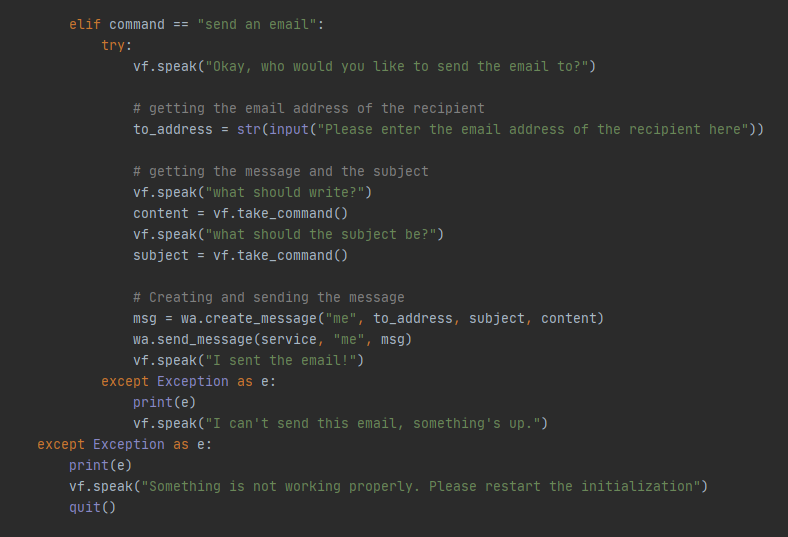 elif command == "send an email":
try:
vf.speak("Okay, who would you like to send the email to?")
# getting the email address of the recipient
to_address = str(input("Please enter the email address of the recipient here"))
# getting the message and the subject
vf.speak("what should write?")
content = vf.take_command()
vf.speak("what should the subject be?")
subject = vf.take_command()
# Creating and sending the message
msg = wa.create_message("me", to_address, subject, content)
wa.send_message(service, "me", msg)
vf.speak("I sent the email!")
except Exception as e:
print(e)
vf.speak("I can't send this email, something's up.")
except Exception as e:
print(e)
vf.speak("Something is not working properly. Please restart the initialization")
quit()